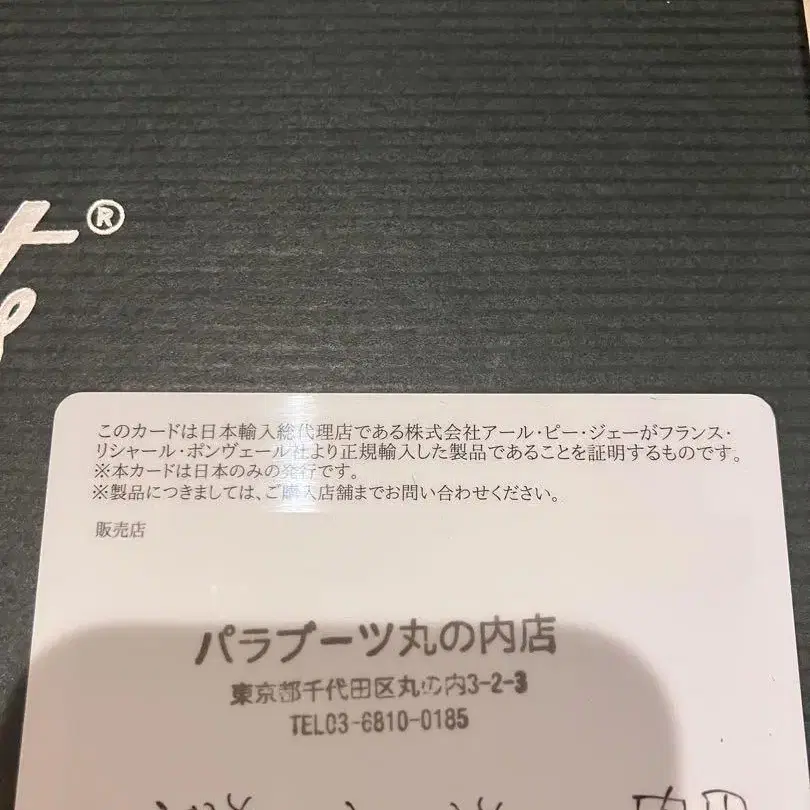 ®
このカードは日本輸入総代理店である株式会社アール・ピー・ジェーがフランス・
リシャール・ポンヴェール社より正規輸入した製品であることを証明するものです。
※本カードは日本のみの発行です。
※製品につきましては、ご購入店舗までお問い合わせください。
販売店
パラブーツ丸の内店
東京都千代田区丸の内3-2-3
TEL03-6810-0185